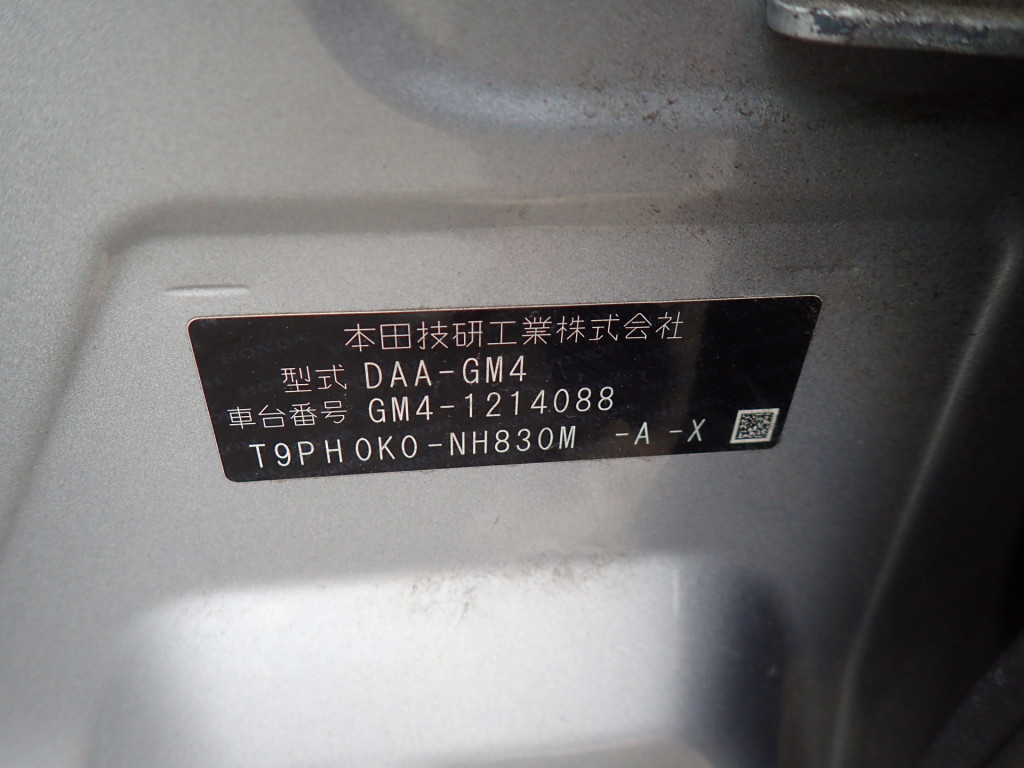 本田技研工業株式会社
型式 DAA-GM4
車台番号 GM4-1214088
T9PH0K0-NH830M -A -X